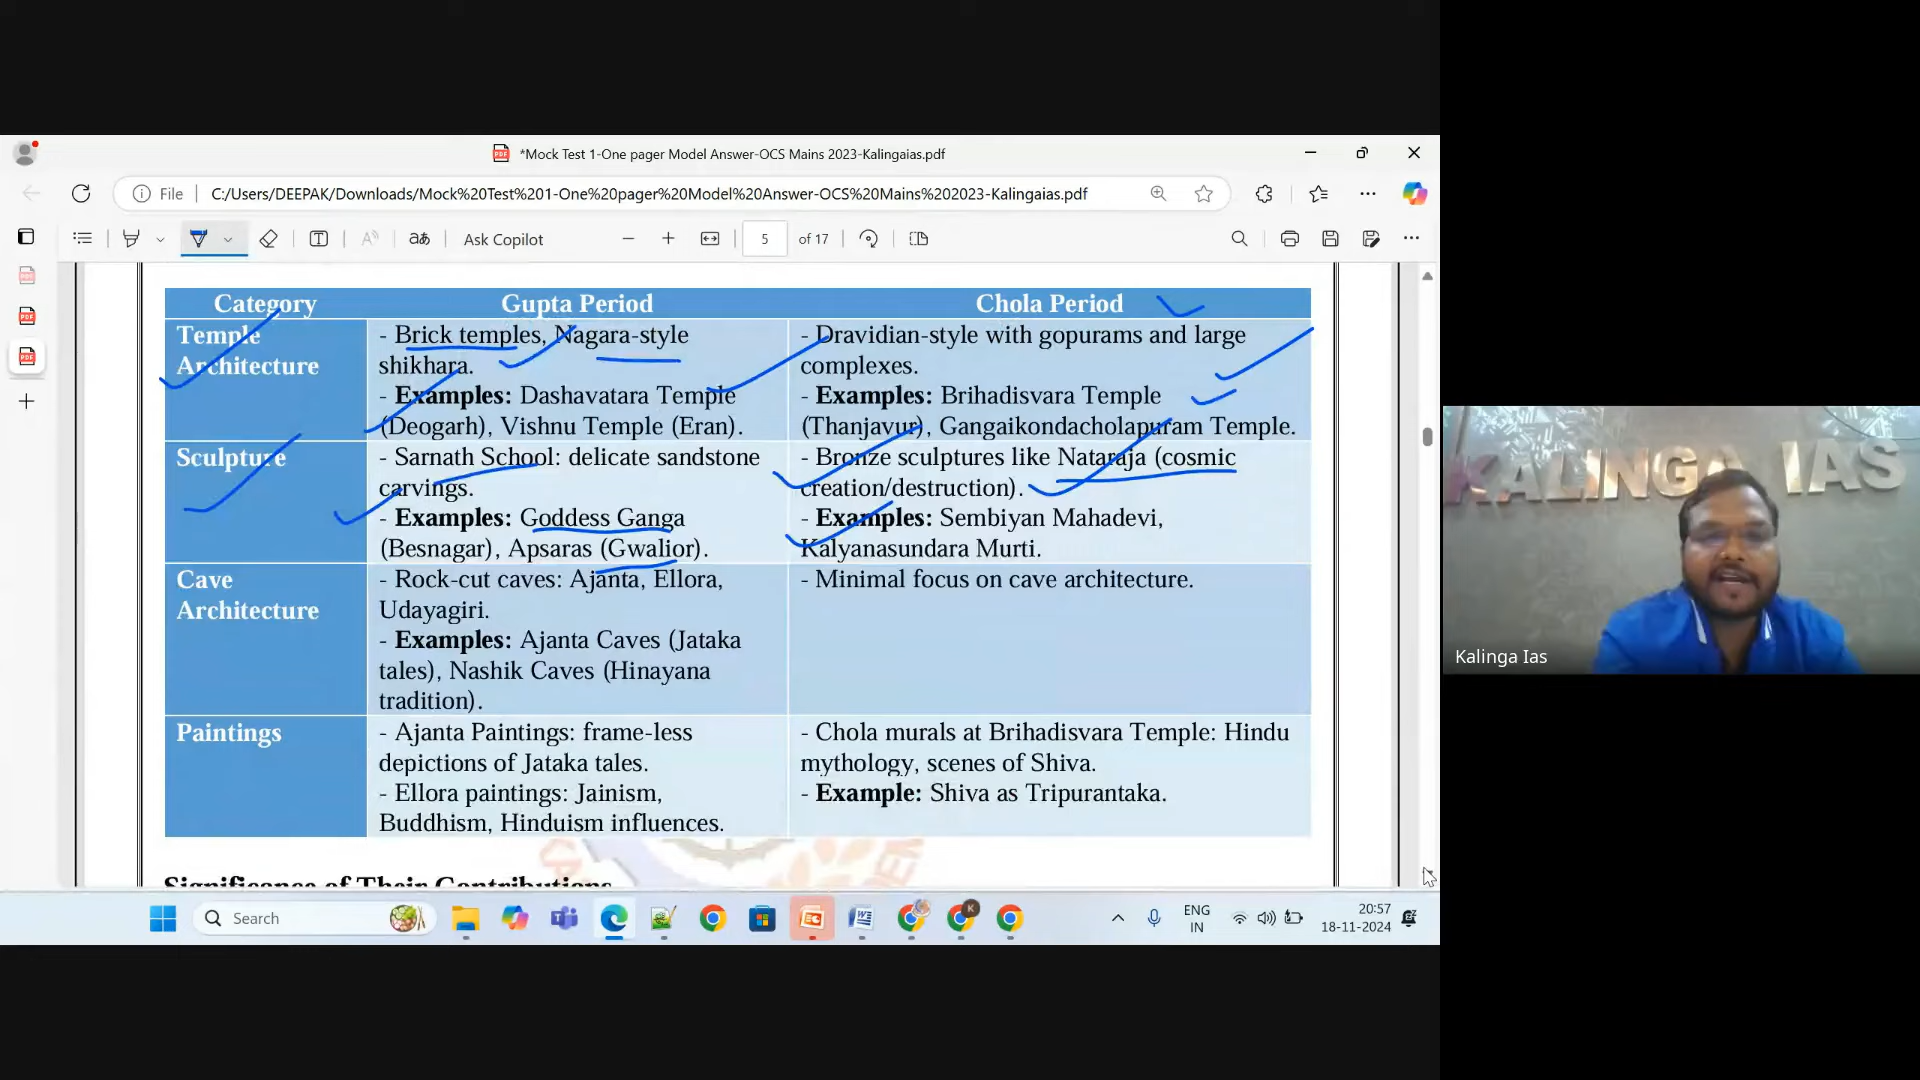 *Mock Test 1-One pager Model Answer-OCS Mains 2023-Kalingaias.pdf
File C:/Users/DEEPAK/Downloads/Mock%20Test%201-One%20pager%20Model%20Answer-OCS%20Mains%202023-Kalingaias.pdf
Ask Copilot
5 of 17
Category Gupta Period Chola Period
Temple
Architecture
- Brick temples, Nagara-style
shikhara.
- Examples: Dashavatara Temple
(Deogarh), Vishnu Temple (Eran).
- Dravidian-style with gopurams and large
complexes.
- Examples: Brihadisvara Temple
(Thanjavur), Gangaikondacholapuram Temple.
Sculpture
- Sarnath School: delicate sandstone
carvings.
- Examples: Goddess Ganga
(Besnagar), Apsaras (Gwalior).
- Bronze sculptures like Nataraja (cosmic
creation/destruction).
- Examples: Sembiyan Mahadevi,
Kalyanasundara Murti.
Cave
Architecture
- Rock-cut caves: Ajanta, Ellora,
Udayagiri.
- Examples: Ajanta Caves (Jataka
tales), Nashik Caves (Hinayana
tradition).
- Minimal focus on cave architecture.
Paintings
- Ajanta Paintings: frame-less
depictions of Jataka tales.
- Ellora paintings: Jainism,
Buddhism, Hinduism influences.
- Chola murals at Brihadisvara Temple: Hindu
mythology, scenes of Shiva.
- Example: Shiva as Tripurantaka.
Significance of Their Contributions
Search
ENG
IN
20:57
18-11-2024
KALINGA IAS
Kalinga Ias